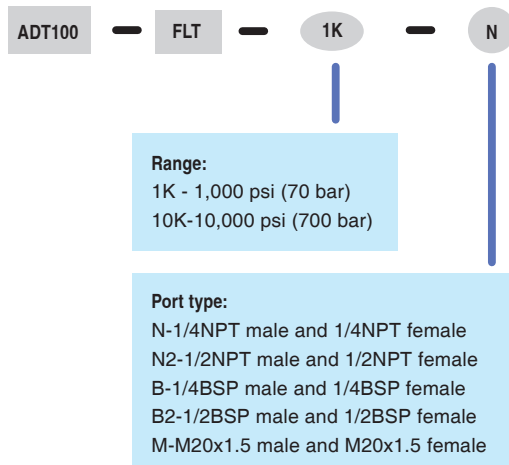 ADT100 FLT 1K N
Range:
1K - 1,000 psi (70 bar)
10K-10,000 psi (700 bar)
Port type:
N-1/4NPT male and 1/4NPT female
N2-1/2NPT male and 1/2NPT female
B-1/4BSP male and 1/4BSP female
B2-1/2BSP male and 1/2BSP female
M-M20x1.5 male and M20x1.5 female